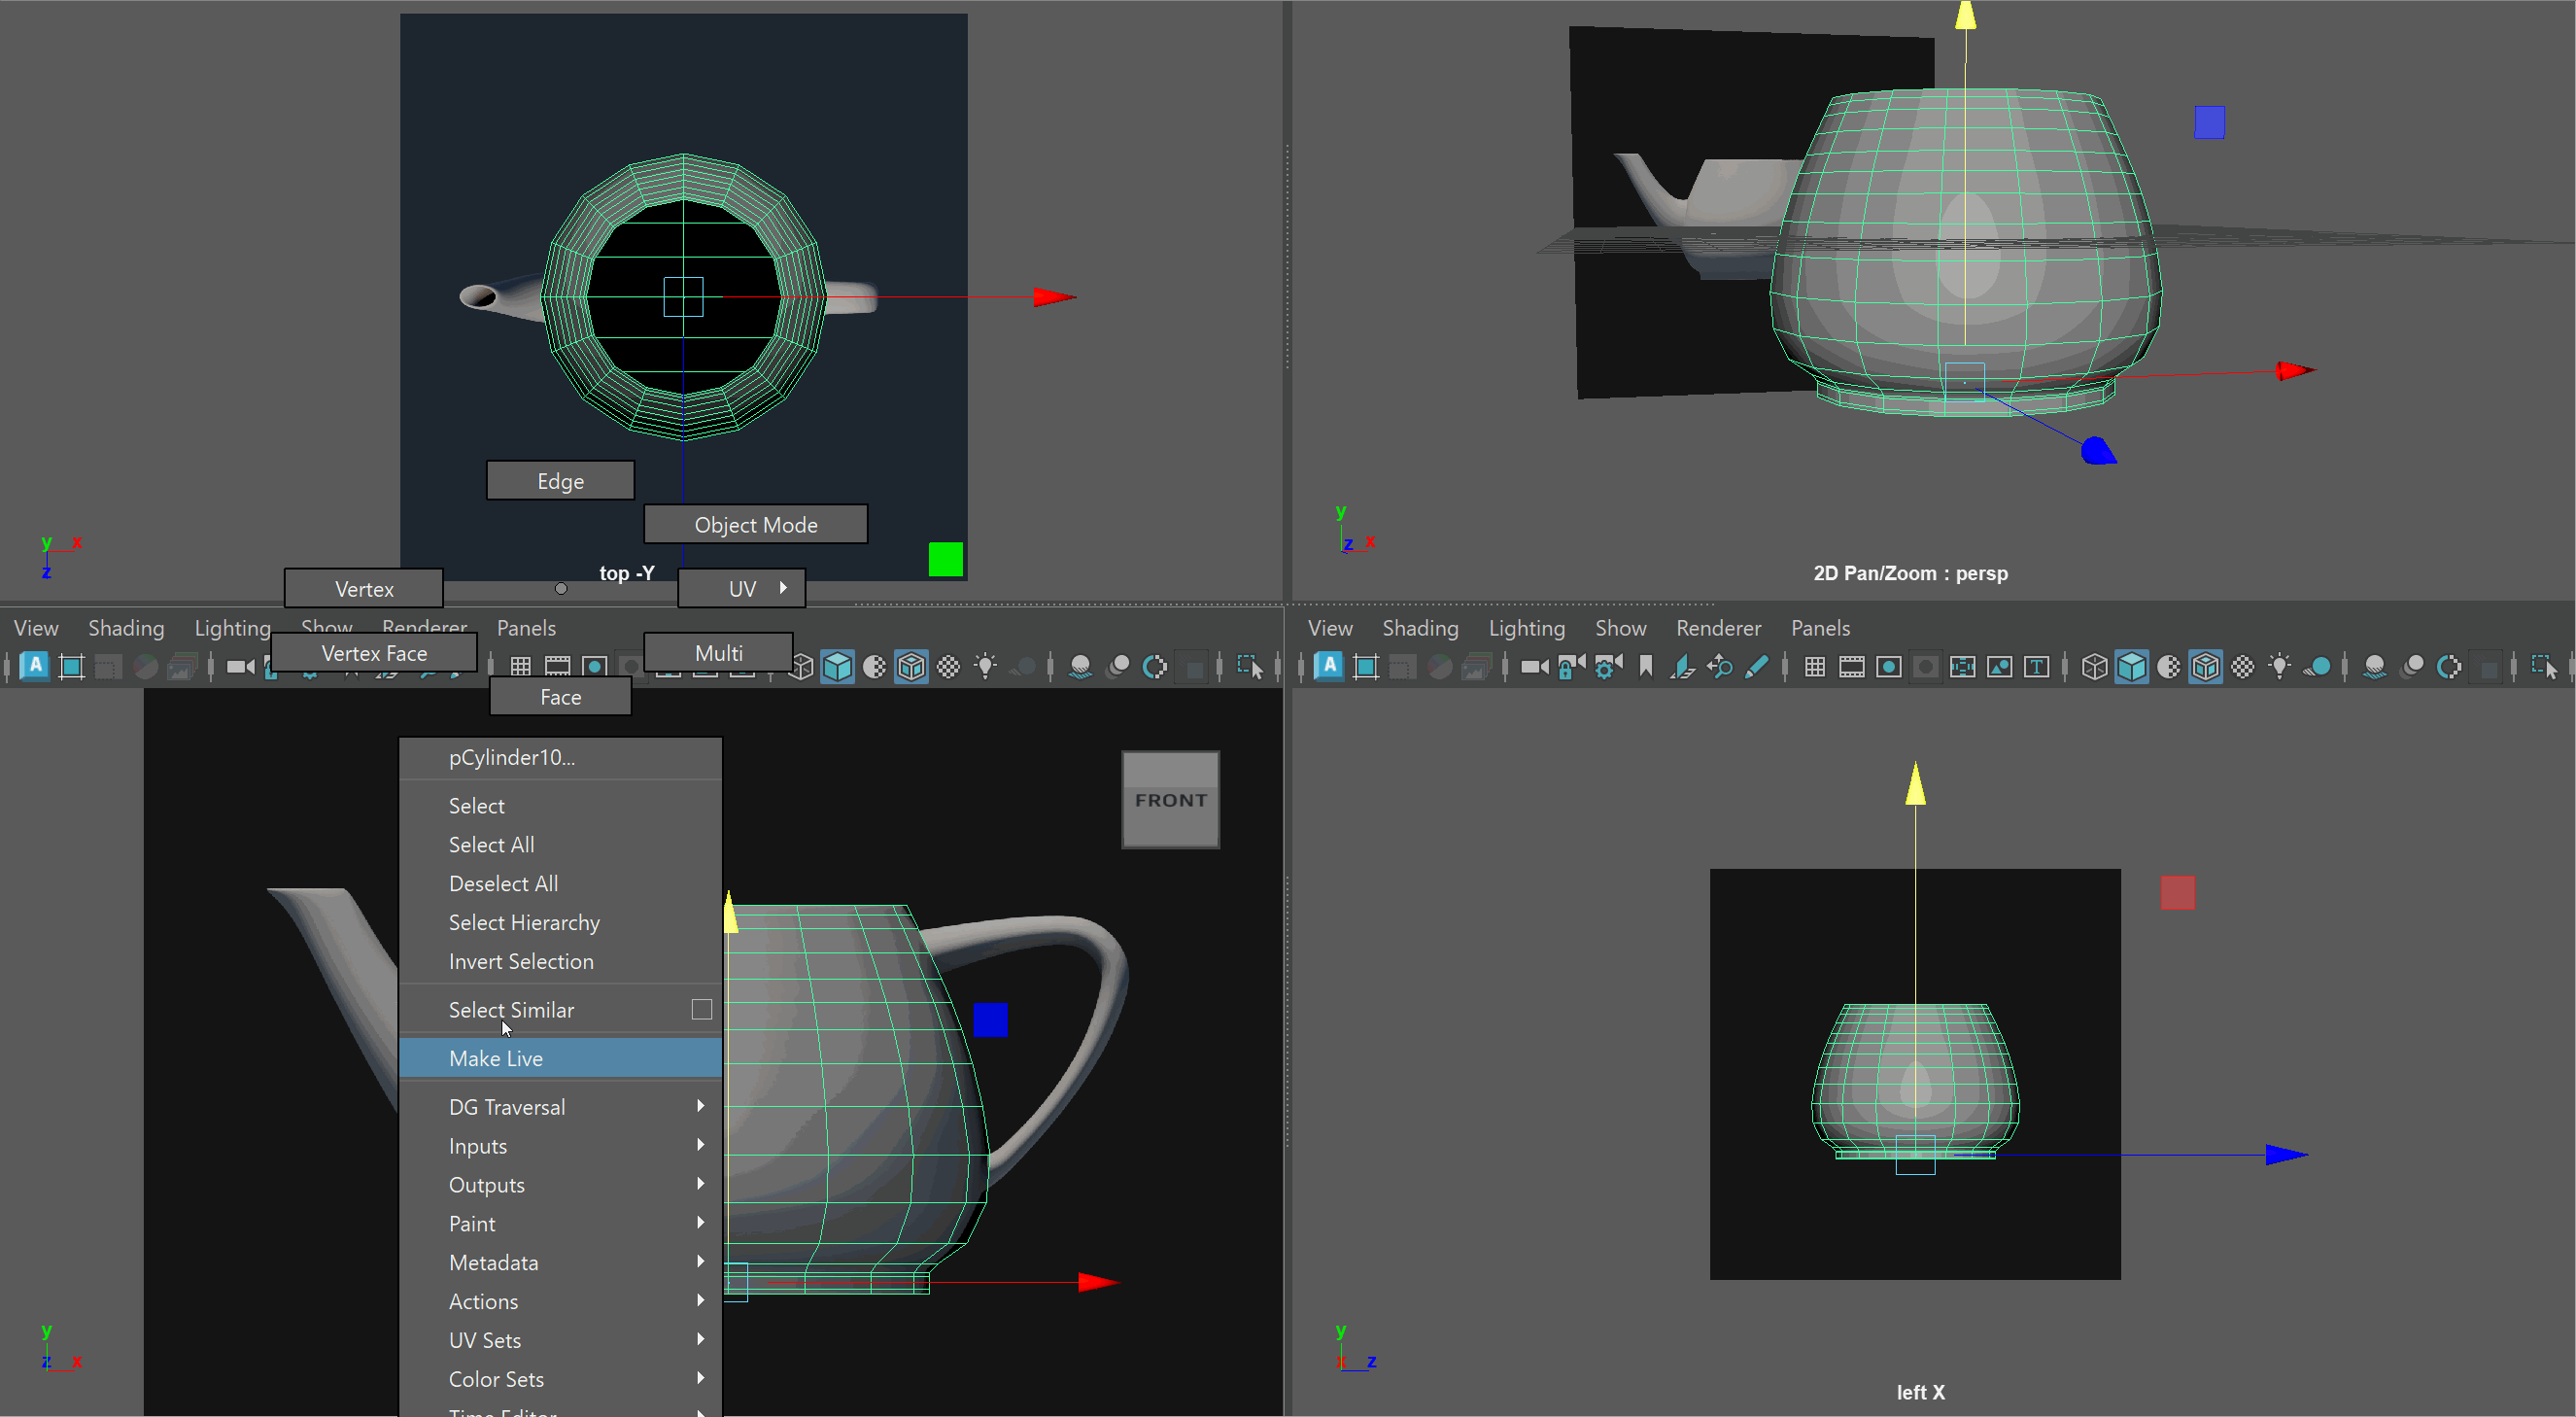 Edge
Object Mode
y x
z
top -Y
y
z x
2D Pan/Zoom : persp
Vertex
UV
View Shading Lighting Show Renderer Panels
View Shading Lighting Show Renderer Panels
Vertex Face
Multi
A
A T
Face
pCylinder10...
FRONT
Select
Select All
Deselect All
Select Hierarchy
Invert Selection
Select Similar
Make Live
DG Traversal
Inputs
Outputs
Paint
Metadata
Actions
UV Sets
Color Sets
Time Editor
y
z x
y
x z
left X